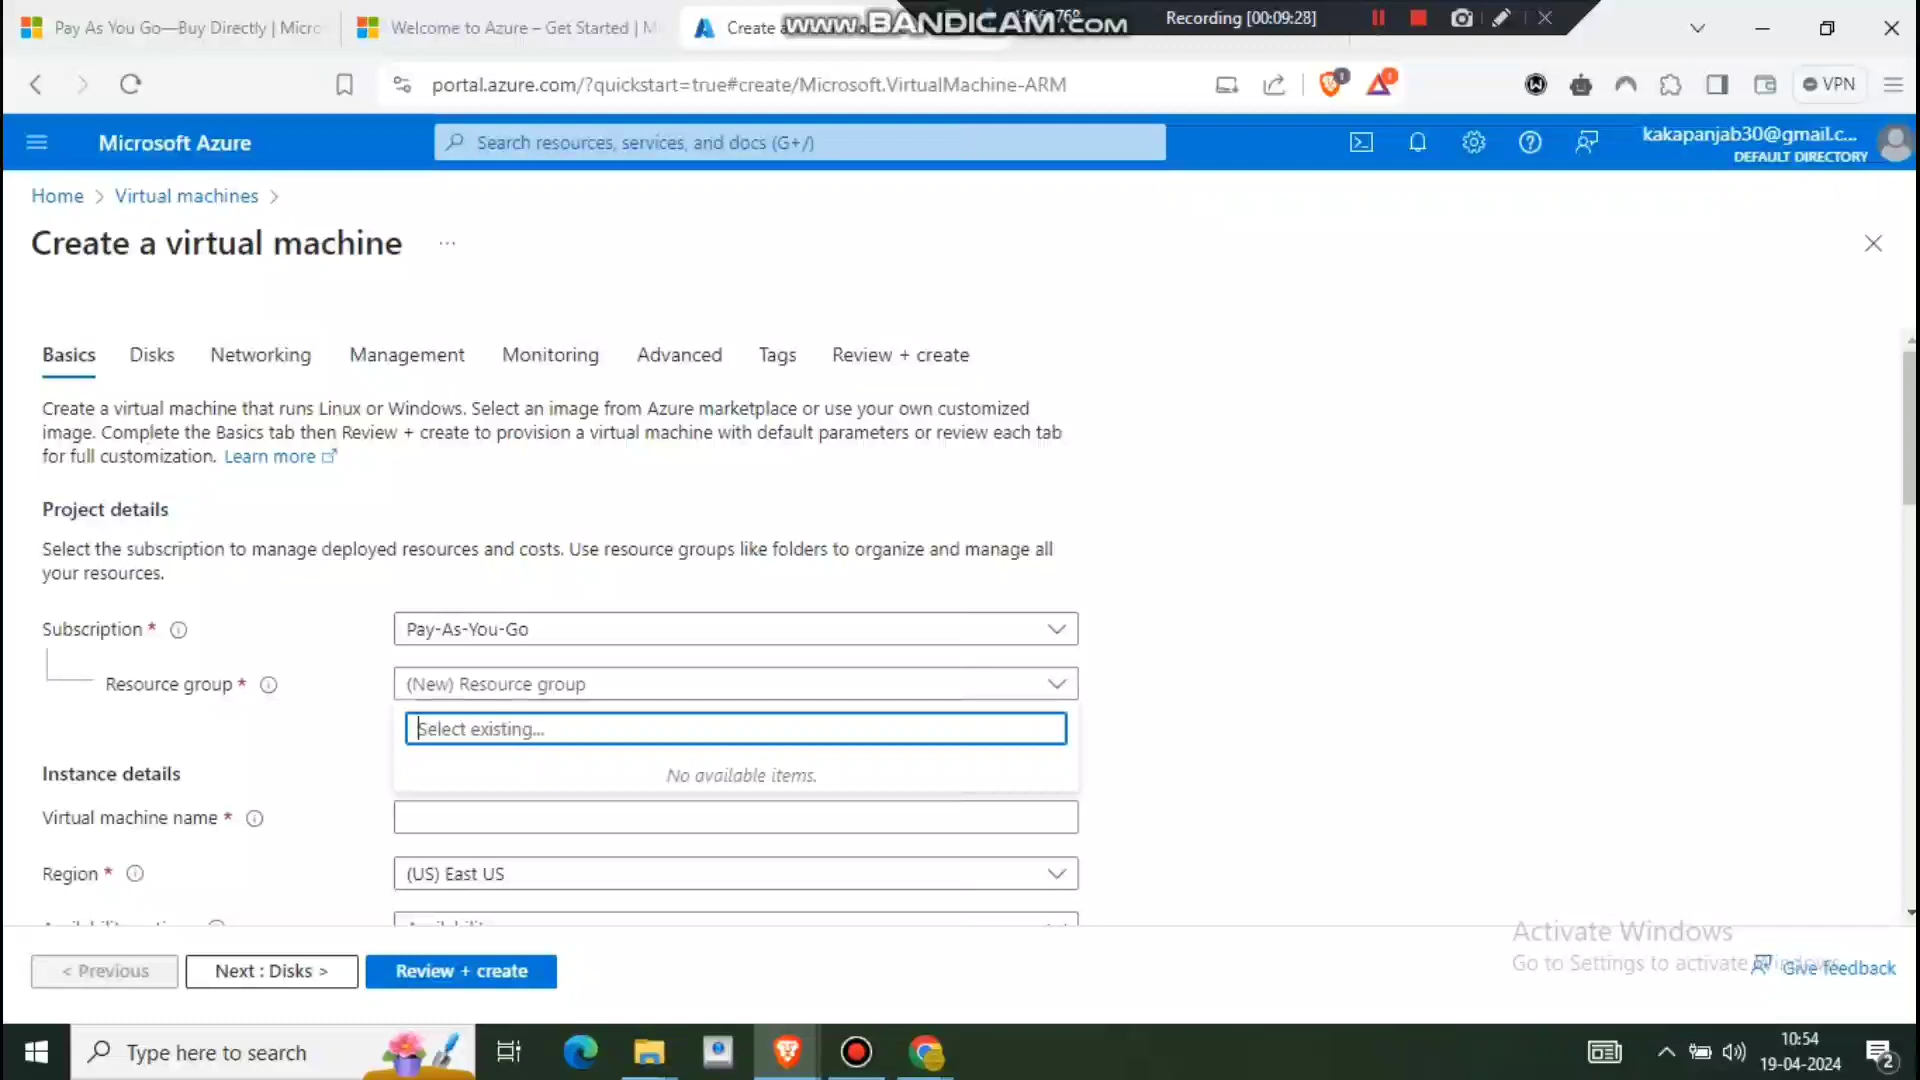 Pay As You Go—Buy Directly | Micro
Welcome to Azure – Get Started | M
Create a
www.BANDICAM.com
Recording [00:09:28]
portal.azure.com/?quickstart=true#create/Microsoft.VirtualMachine-ARM
VPN
Microsoft Azure
Search resources, services, and docs (G+/)
kakapanjab30@gmail.c...
DEFAULT DIRECTORY
Home > Virtual machines >
Create a virtual machine ...
Basics Disks Networking Management Monitoring Advanced Tags Review + create
Create a virtual machine that runs Linux or Windows. Select an image from Azure marketplace or use your own customized
image. Complete the Basics tab then Review + create to provision a virtual machine with default parameters or review each tab
for full customization. Learn more
Project details
Select the subscription to manage deployed resources and costs. Use resource groups like folders to organize and manage all
your resources.
Subscription *
Pay-As-You-Go
Resource group *
(New) Resource group
Select existing...
No available items.
Instance details
Virtual machine name *
Region *
(US) East US
Activate Windows
Go to Settings to activate
Give feedback
< Previous
Next : Disks >
Review + create
Type here to search
10:54
19-04-2024
2